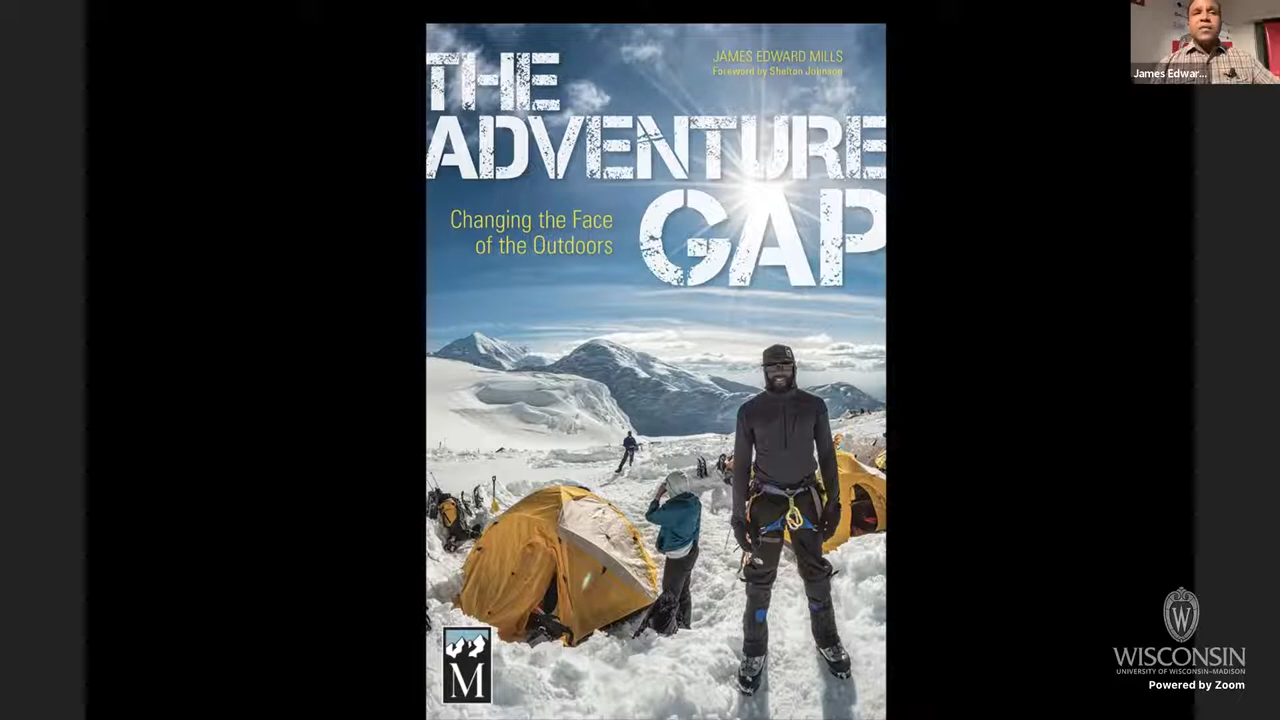 THE
ADVENTURE
GAP
JAMES EDWARD MILLS
Foreword by Shelton Johnson
Changing the Face
of the Outdoors
M
James Edwar...
W
WISCONSIN
UNIVERSITY OF WISCONSIN–MADISON
Powered by Zoom